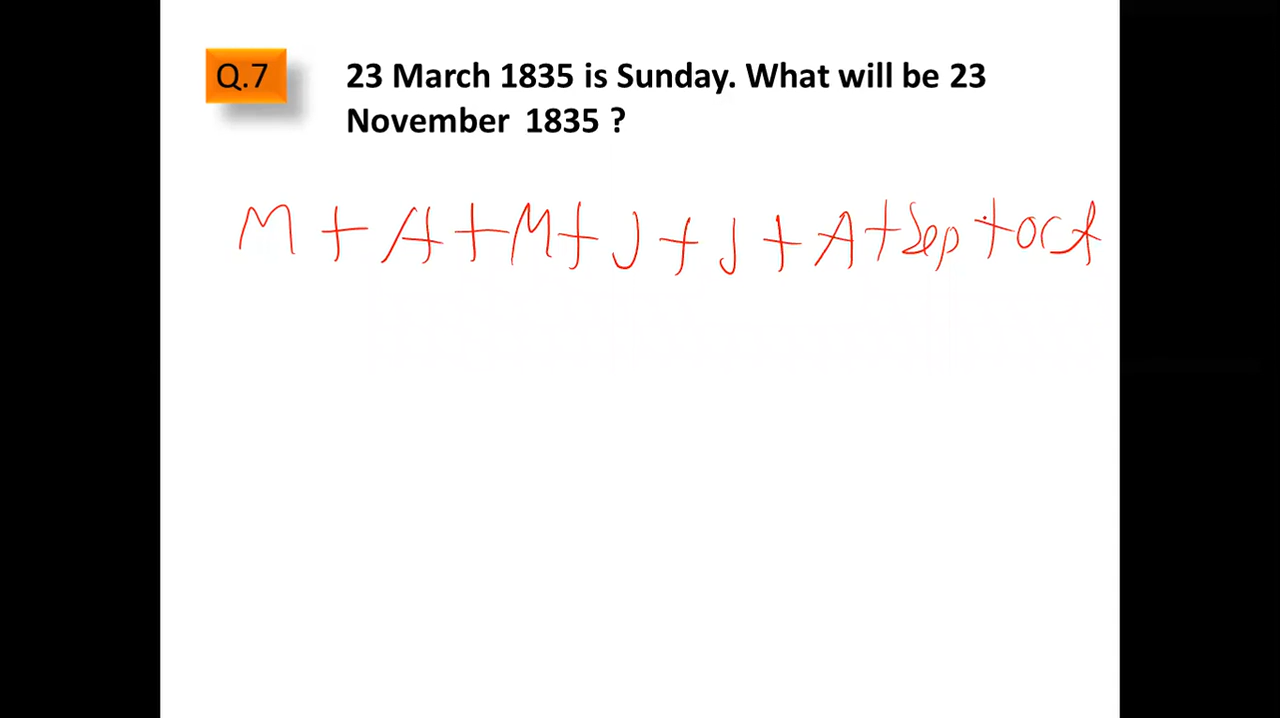 Q.7
23 March 1835 is Sunday. What will be 23
November 1835 ?
M + A + M + J + J + A + Sep + oct